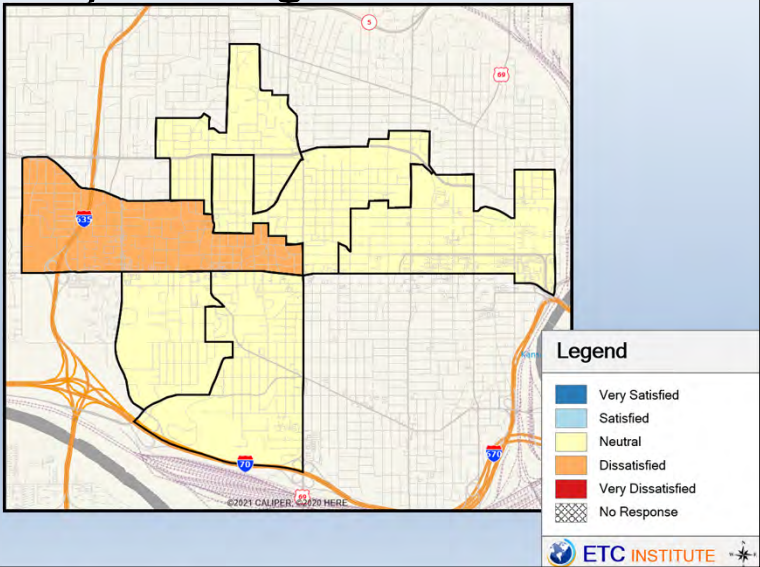 5
69
635
Legend
Very Satisfied
Satisfied
Neutral
Dissatisfied
Very Dissatisfied
No Response
670
70
69
©2021 CALIPER; ©2020 HERE
ETC INSTITUTE